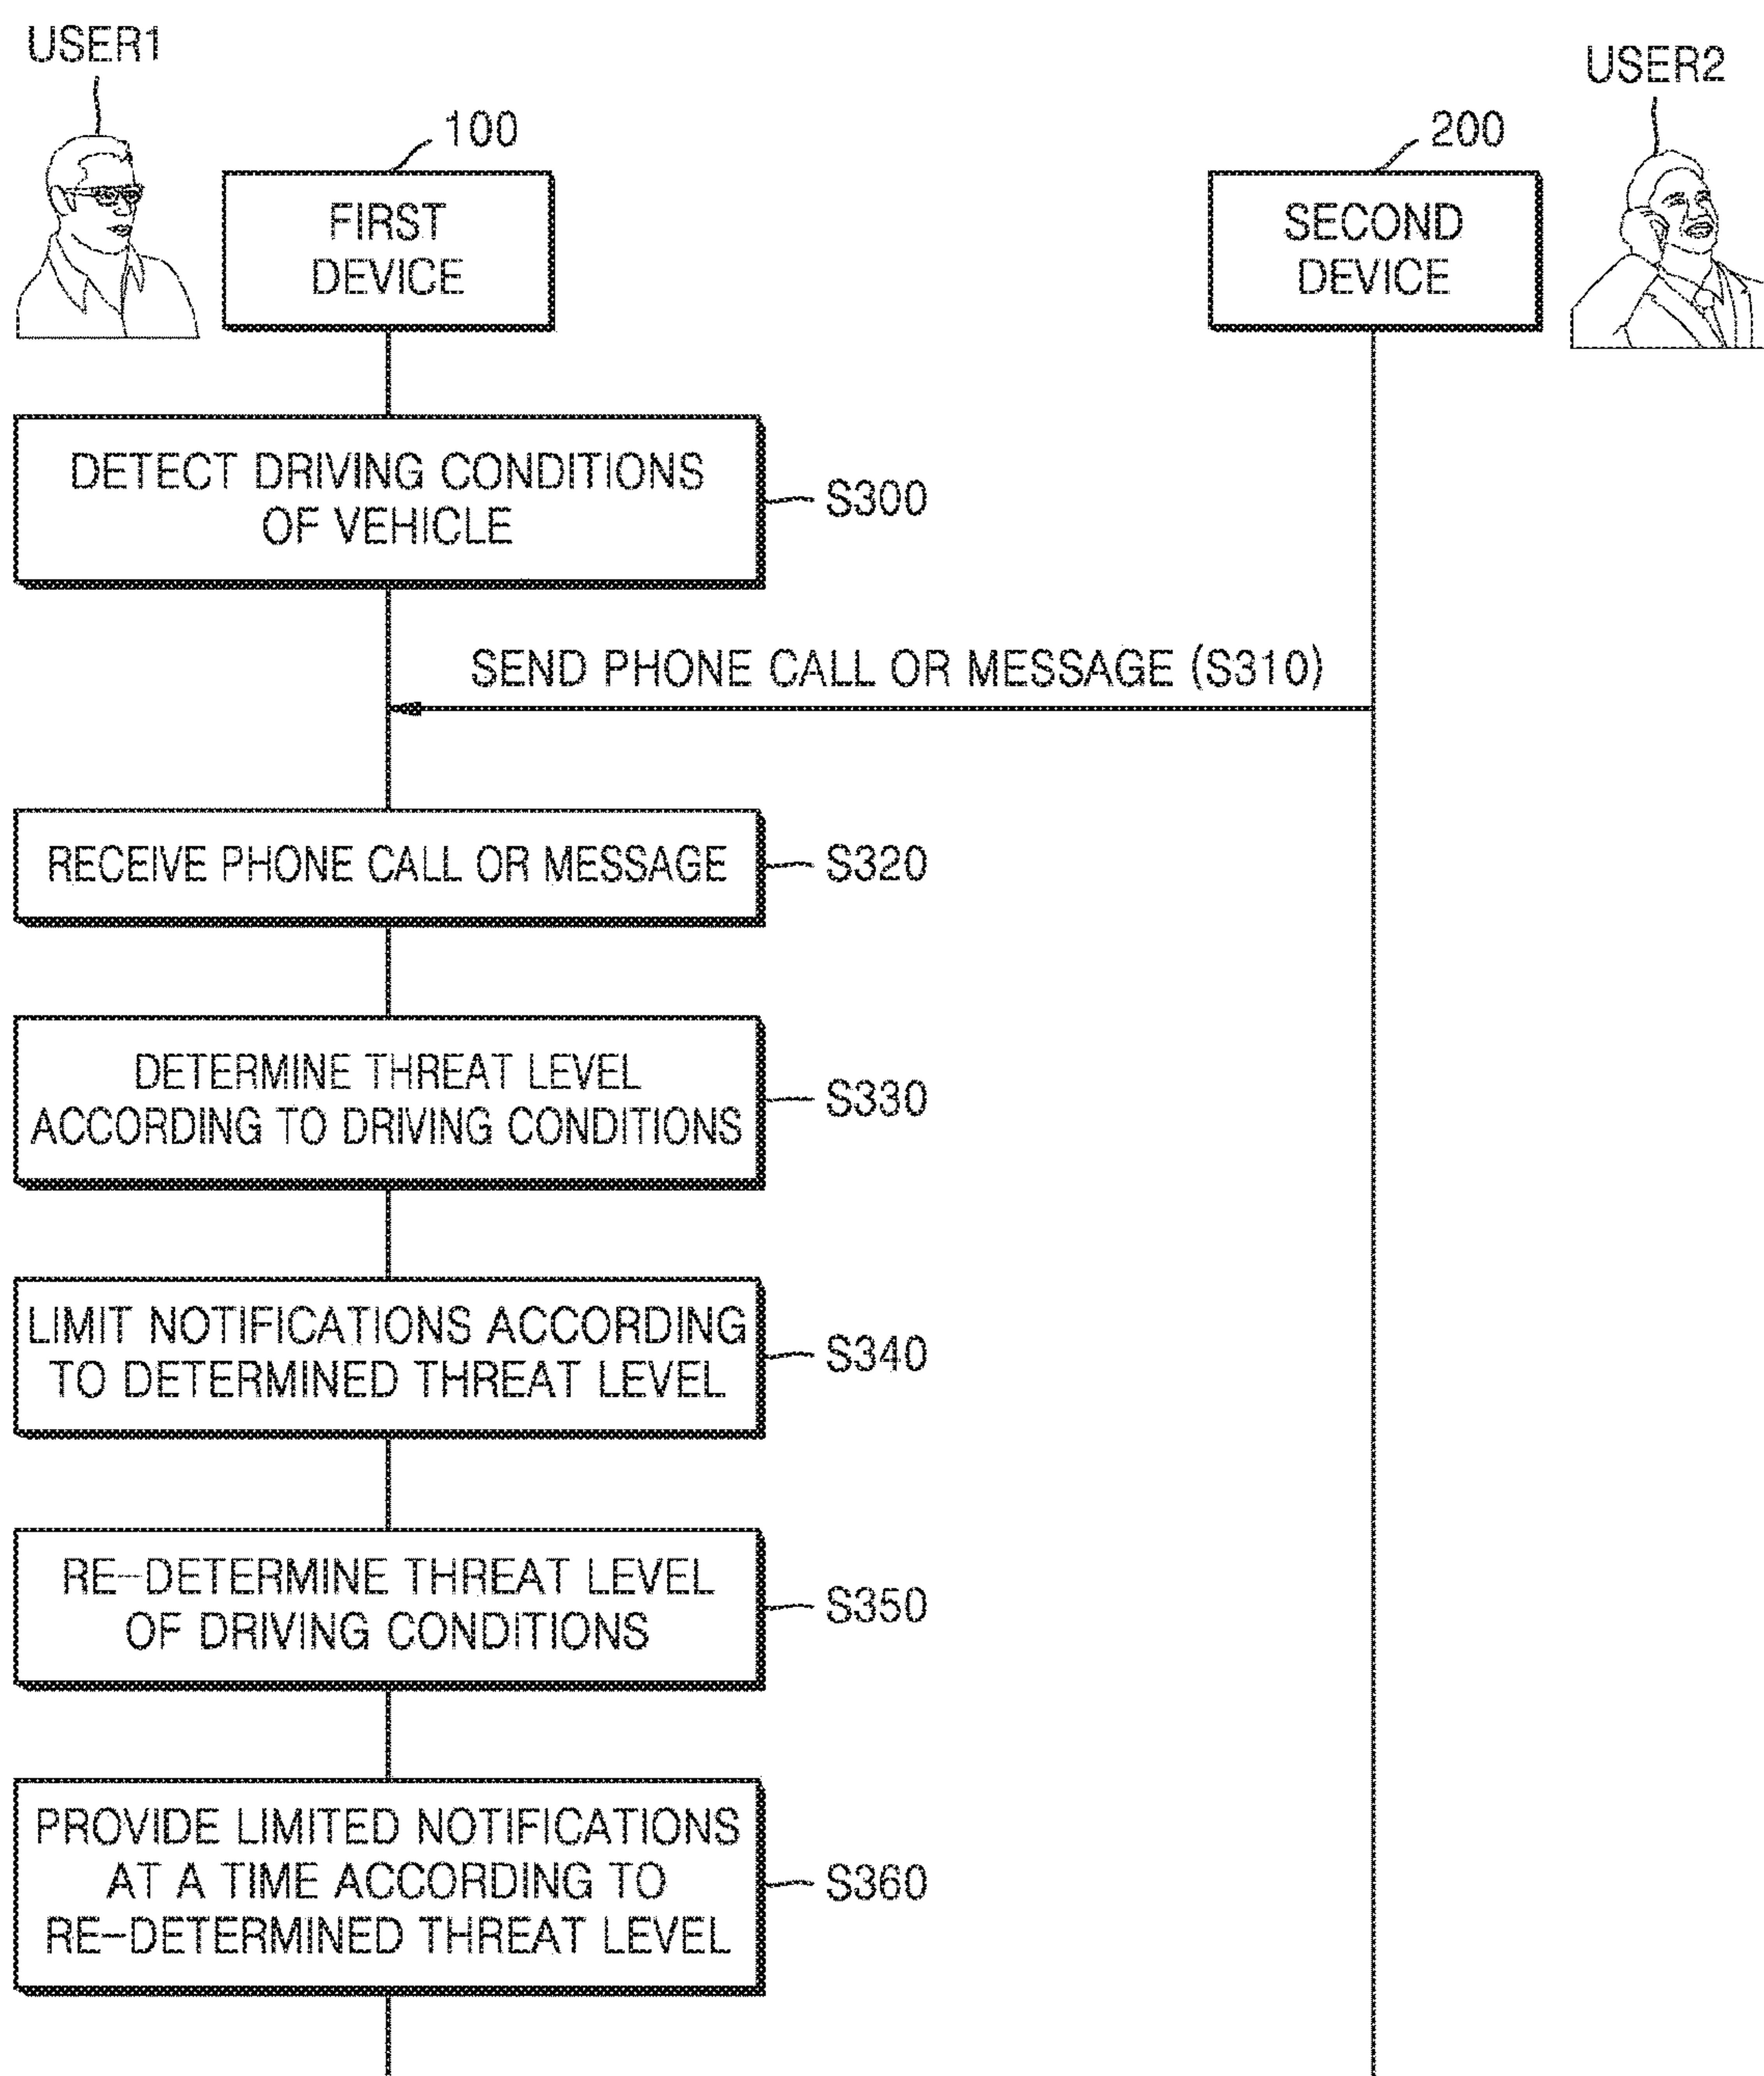 USER1
USER2
100
200
FIRST
DEVICE
SECOND
DEVICE
DETECT DRIVING CONDITIONS
OF VEHICLE
S300
SEND PHONE CALL OR MESSAGE (S310)
RECEIVE PHONE CALL OR MESSAGE
S320
DETERMINE THREAT LEVEL
ACCORDING TO DRIVING CONDITIONS
S330
LIMIT NOTIFICATIONS ACCORDING
TO DETERMINED THREAT LEVEL
S340
RE-DETERMINE THREAT LEVEL
OF DRIVING CONDITIONS
S350
PROVIDE LIMITED NOTIFICATIONS
AT A TIME ACCORDING TO
RE-DETERMINED THREAT LEVEL
S360